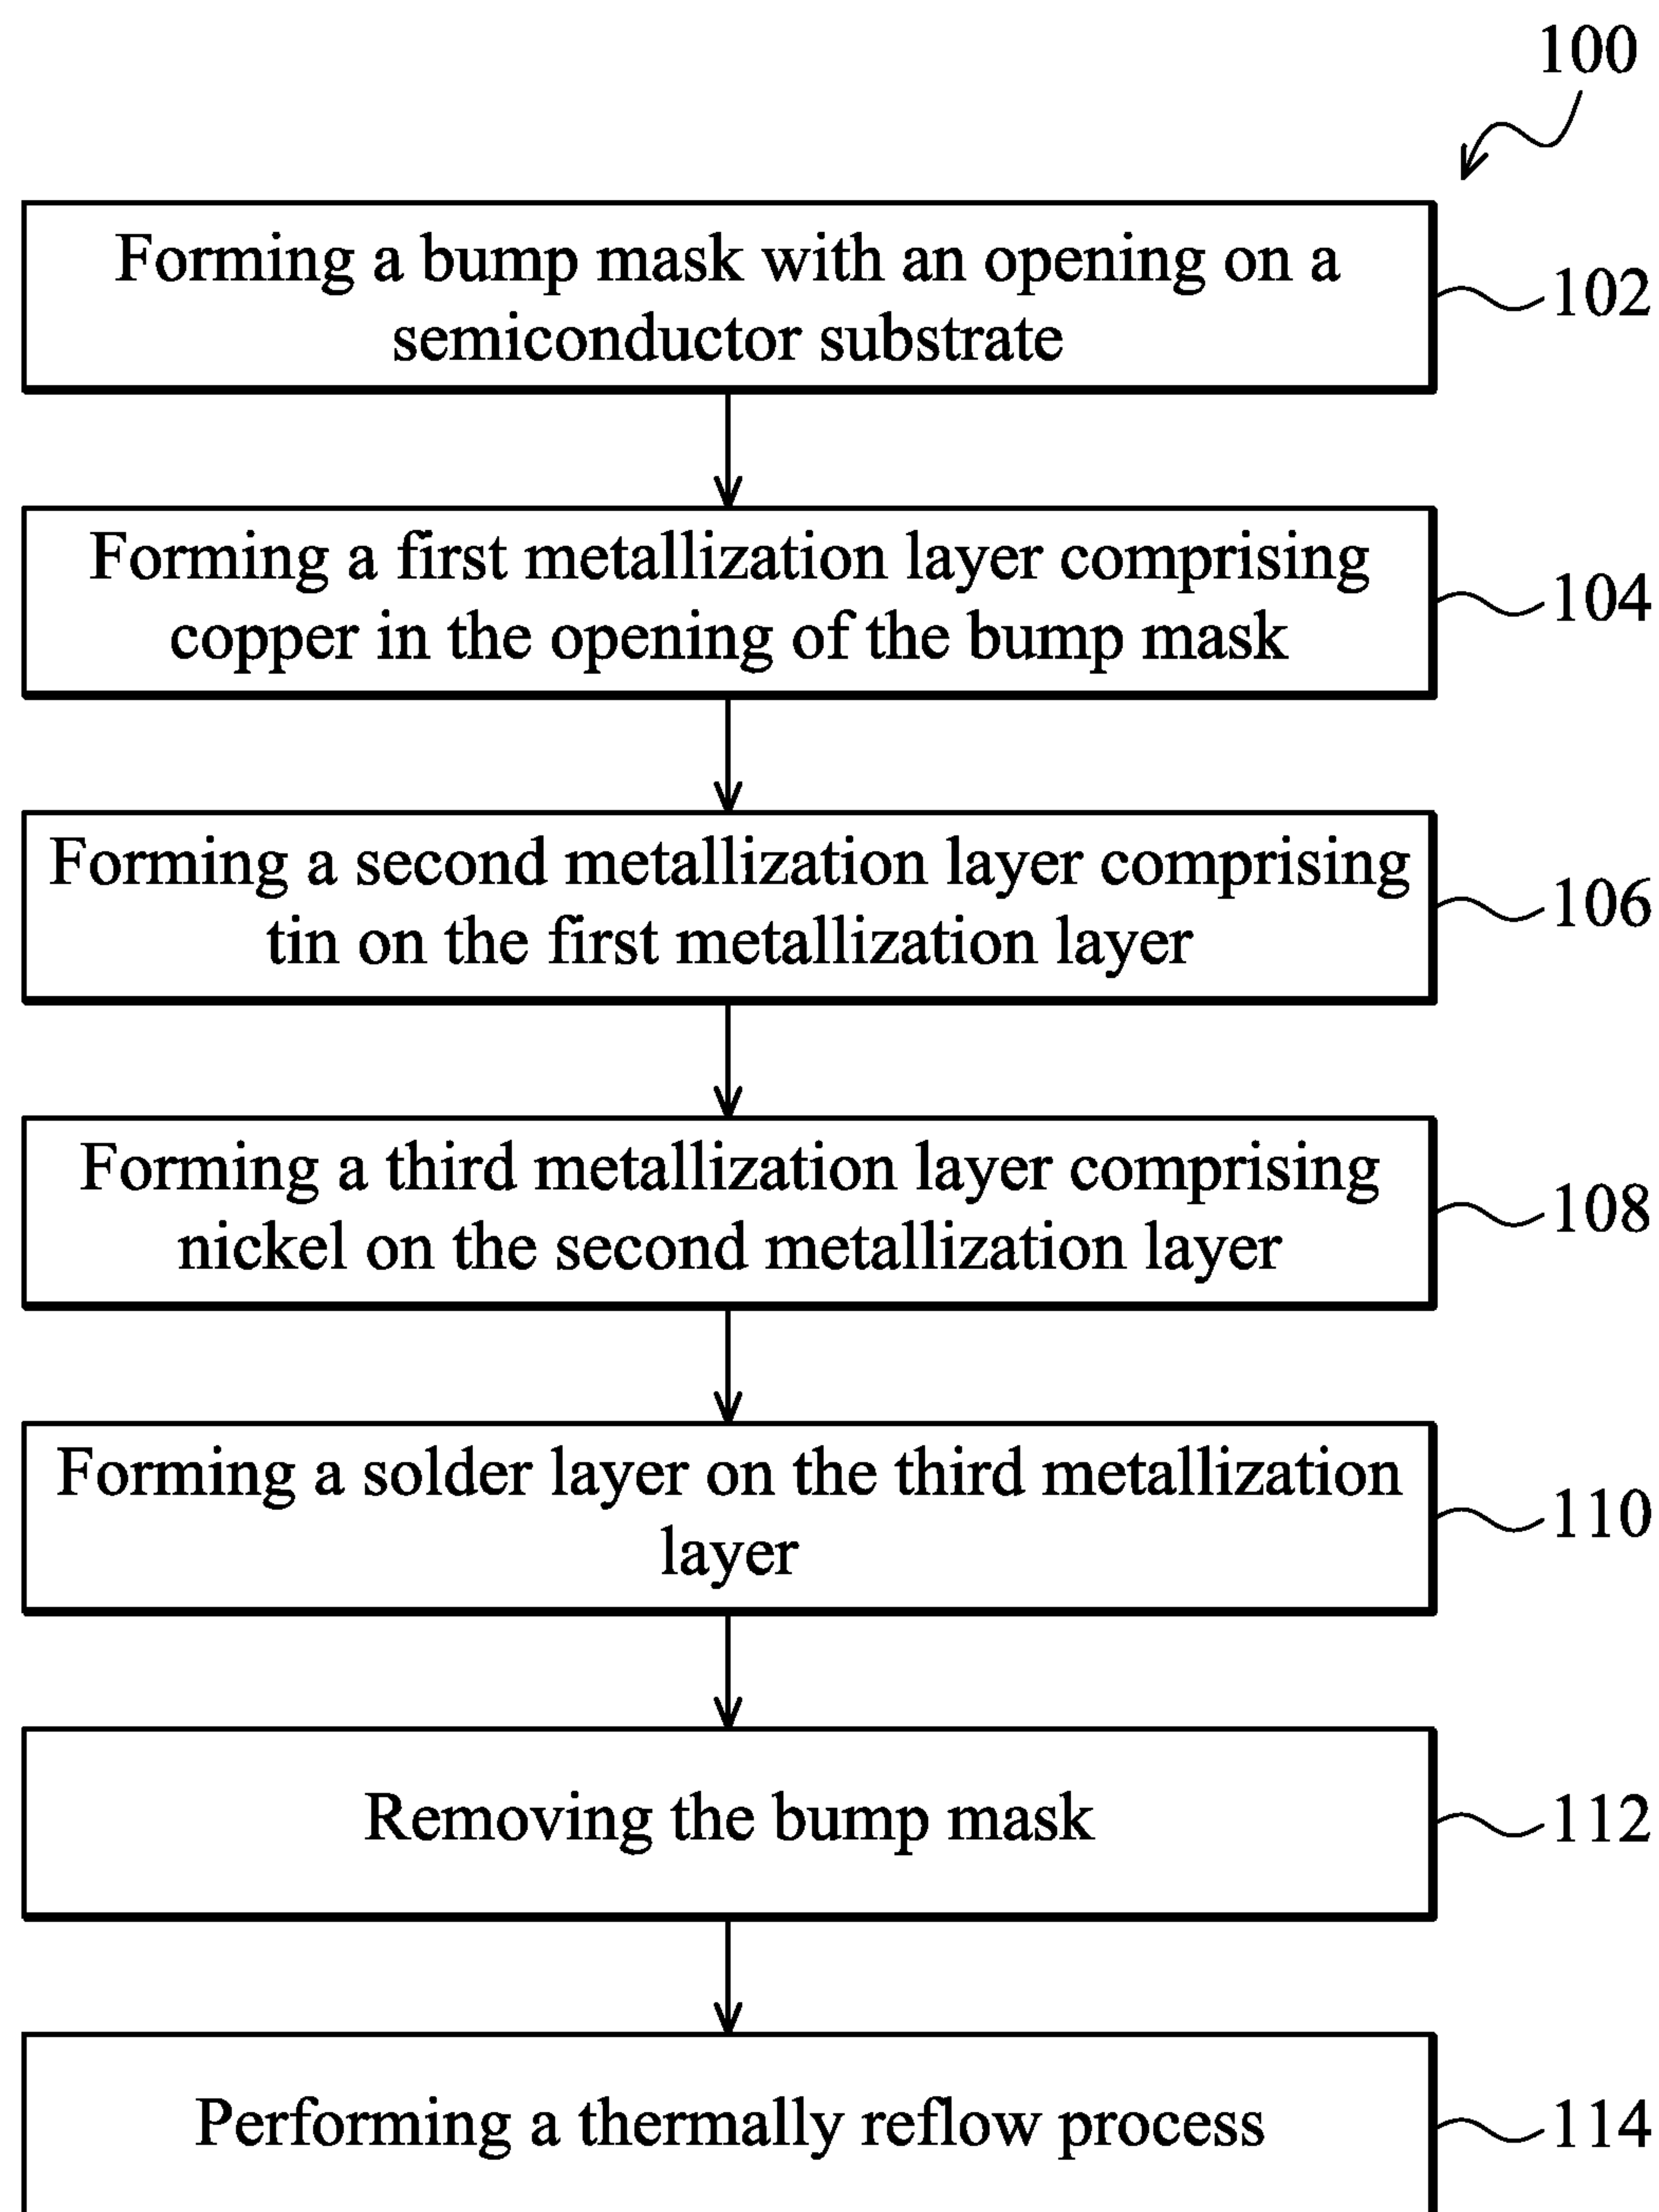 100
Forming a bump mask with an opening on a
semiconductor substrate
102
Forming a first metallization layer comprising
copper in the opening of the bump mask
104
Forming a second metallization layer comprising
tin on the first metallization layer
106
Forming a third metallization layer comprising
nickel on the second metallization layer
108
Forming a solder layer on the third metallization
layer
110
Removing the bump mask
112
Performing a thermally reflow process
114